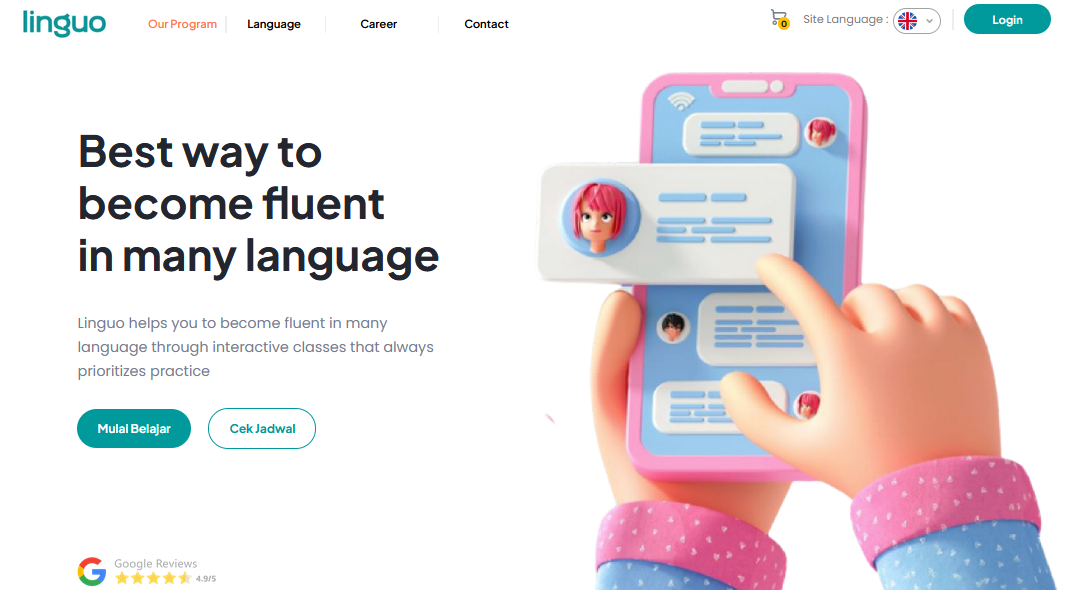 linguo
Our Program
Language
Career
Contact
0
Site Language :
Login
Best way to
become fluent
in many language
Linguo helps you to become fluent in many
language through interactive classes that always
prioritizes practice
Mulai Belajar
Cek Jadwal
Google Reviews
4.9/5